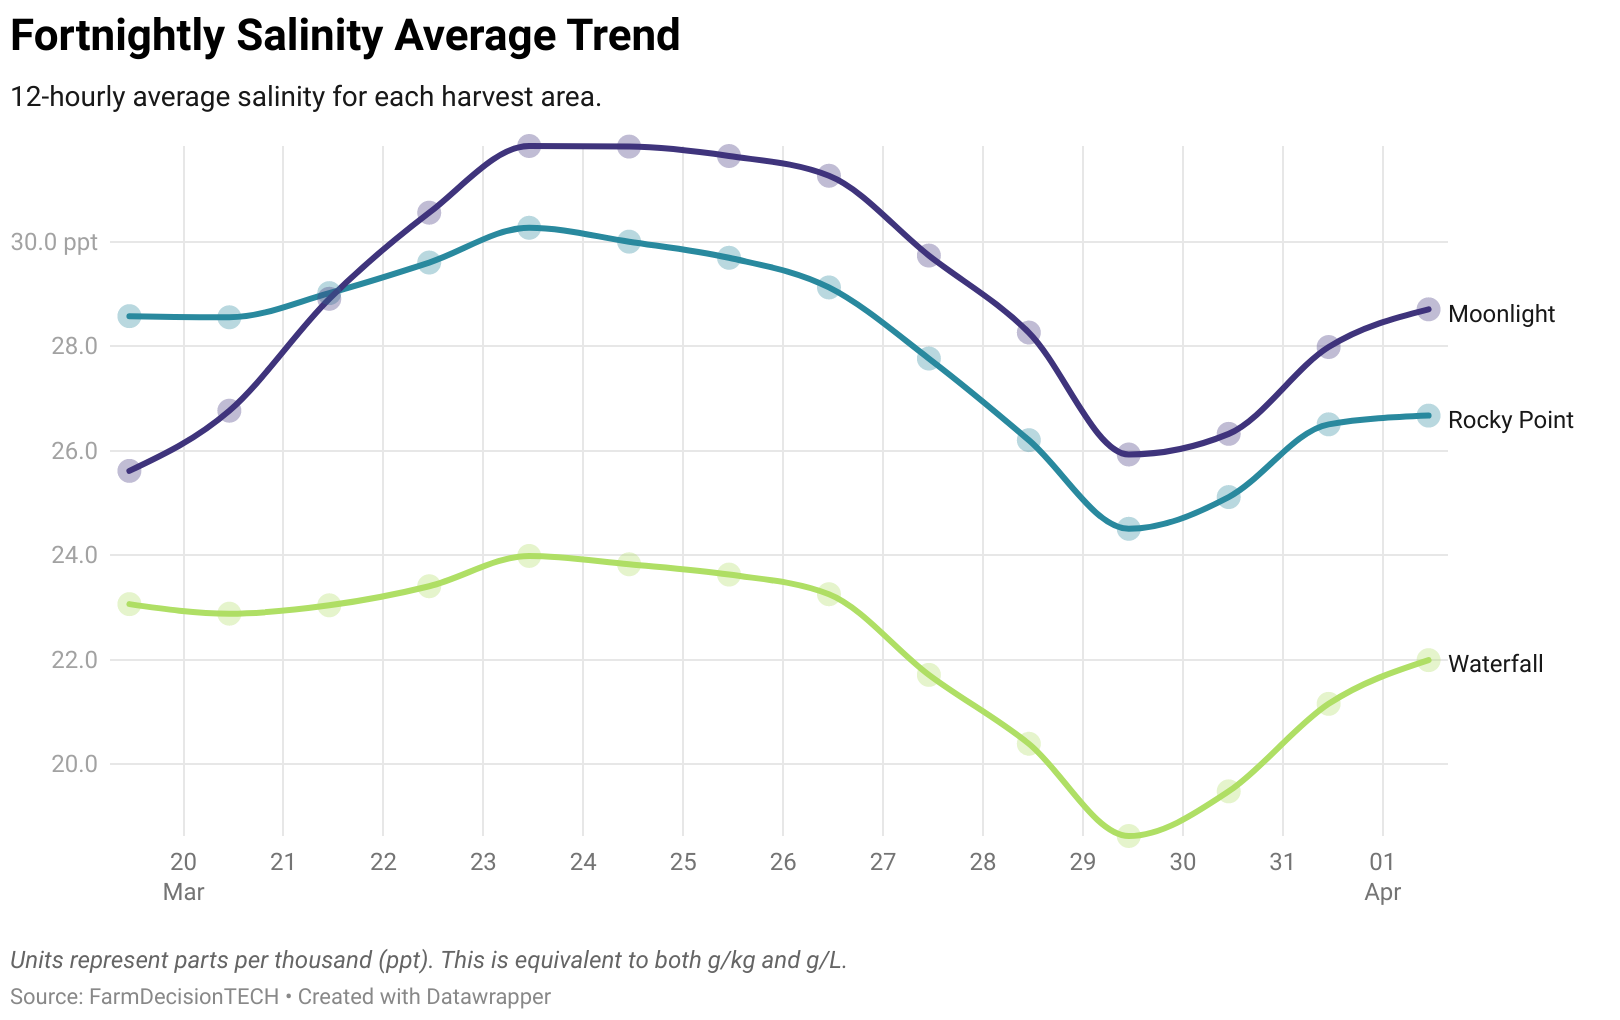 Fortnightly Salinity Average Trend
12-hourly average salinity for each harvest area.
30.0 ppt
28.0
26.0
24.0
22.0
20.0
Moonlight
Rocky Point
Waterfall
20 21 22 23 24 25 26 27 28 29 30 31 01
Mar Apr
Units represent parts per thousand (ppt). This is equivalent to both g/kg and g/L.
Source: FarmDecisionTECH • Created with Datawrapper